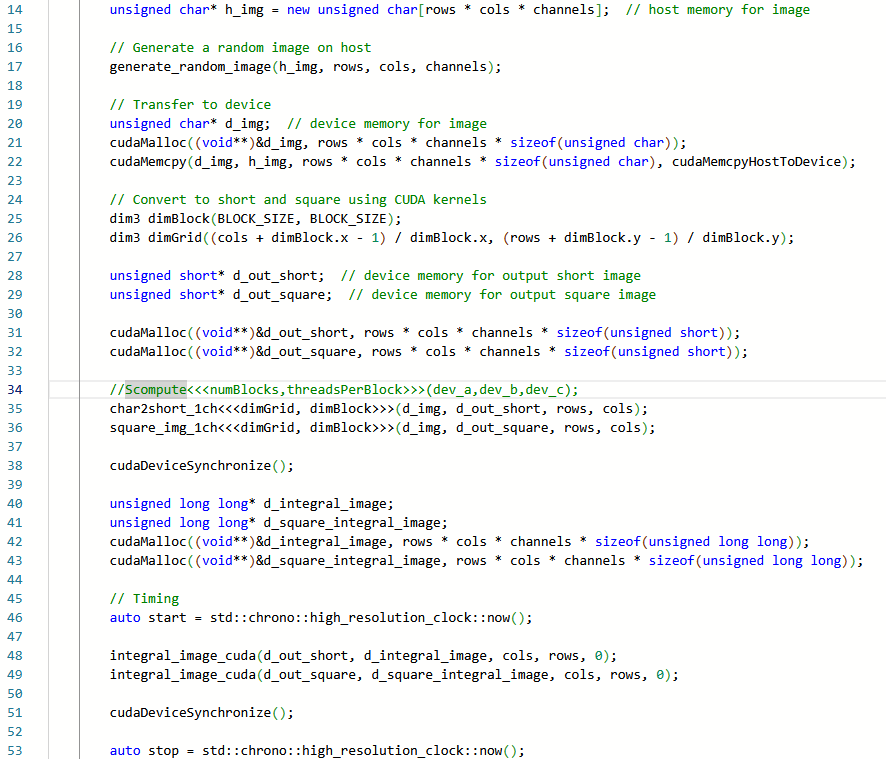 14 unsigned char* h_img = new unsigned char[rows * cols * channels];  // host memory for image
15
16 // Generate a random image on host
17 generate_random_image(h_img, rows, cols, channels);
18
19 // Transfer to device
20 unsigned char* d_img;  // device memory for image
21 cudaMalloc((void**)&d_img, rows * cols * channels * sizeof(unsigned char));
22 cudaMemcpy(d_img, h_img, rows * cols * channels * sizeof(unsigned char), cudaMemcpyHostToDevice);
23
24 // Convert to short and square using CUDA kernels
25 dim3 dimBlock(BLOCK_SIZE, BLOCK_SIZE);
26 dim3 dimGrid((cols + dimBlock.x - 1) / dimBlock.x, (rows + dimBlock.y - 1) / dimBlock.y);
27
28 unsigned short* d_out_short;  // device memory for output short image
29 unsigned short* d_out_square;  // device memory for output square image
30
31 cudaMalloc((void**)&d_out_short, rows * cols * channels * sizeof(unsigned short));
32 cudaMalloc((void**)&d_out_square, rows * cols * channels * sizeof(unsigned short));
33
34 //Scompute<<<numBlocks,threadsPerBlock>>>(dev_a,dev_b,dev_c);
35 char2short_1ch<<<dimGrid, dimBlock>>>(d_img, d_out_short, rows, cols);
36 square_img_1ch<<<dimGrid, dimBlock>>>(d_img, d_out_square, rows, cols);
37
38 cudaDeviceSynchronize();
39
40 unsigned long long* d_integral_image;
41 unsigned long long* d_square_integral_image;
42 cudaMalloc((void**)&d_integral_image, rows * cols * channels * sizeof(unsigned long long));
43 cudaMalloc((void**)&d_square_integral_image, rows * cols * channels * sizeof(unsigned long long));
44
45 // Timing
46 auto start = std::chrono::high_resolution_clock::now();
47
48 integral_image_cuda(d_out_short, d_integral_image, cols, rows, 0);
49 integral_image_cuda(d_out_square, d_square_integral_image, cols, rows, 0);
50
51 cudaDeviceSynchronize();
52
53 auto stop = std::chrono::high_resolution_clock::now();